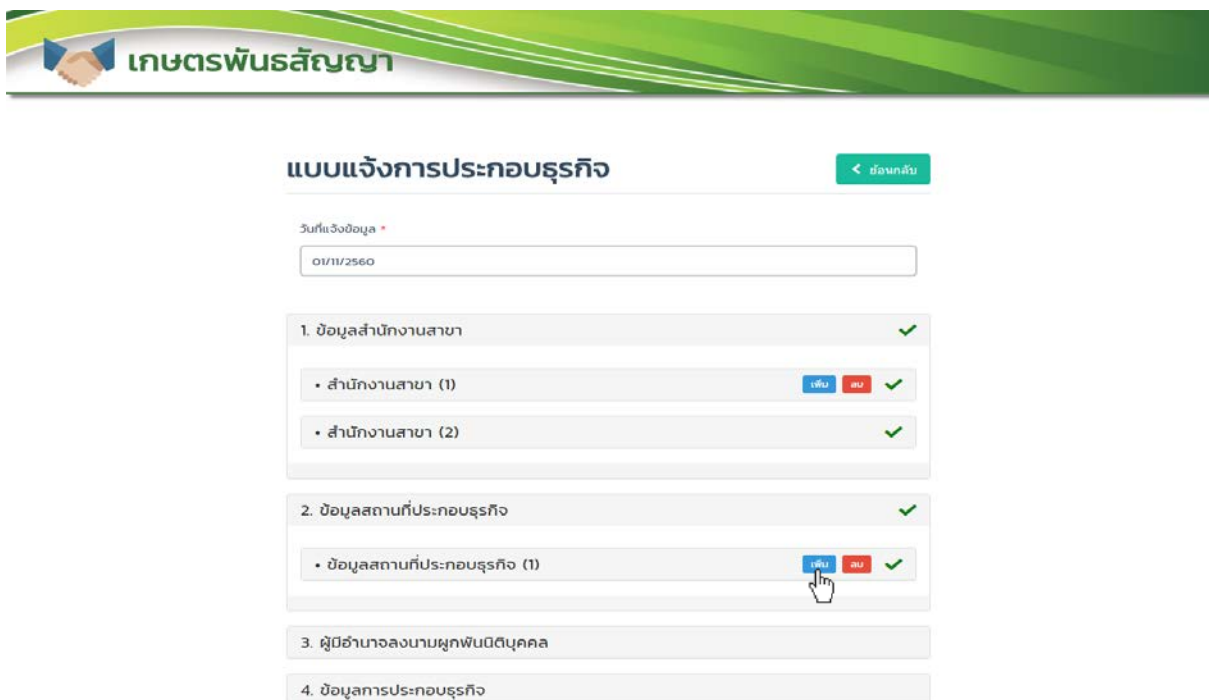 เกษตรพันธสัญญา
แบบแจ้งการประกอบธุรกิจ
ย้อนกลับ
วันที่แจ้งข้อมูล *
01/11/2560
1. ข้อมูลสำนักงานสาขา
• สำนักงานสาขา (1) เพิ่ม ลบ
• สำนักงานสาขา (2)
2. ข้อมูลสถานที่ประกอบธุรกิจ
• ข้อมูลสถานที่ประกอบธุรกิจ (1) เพิ่ม ลบ
3. ผู้มีอำนาจลงนามผูกพันนิติบุคคล
4. ข้อมูลการประกอบธุรกิจ